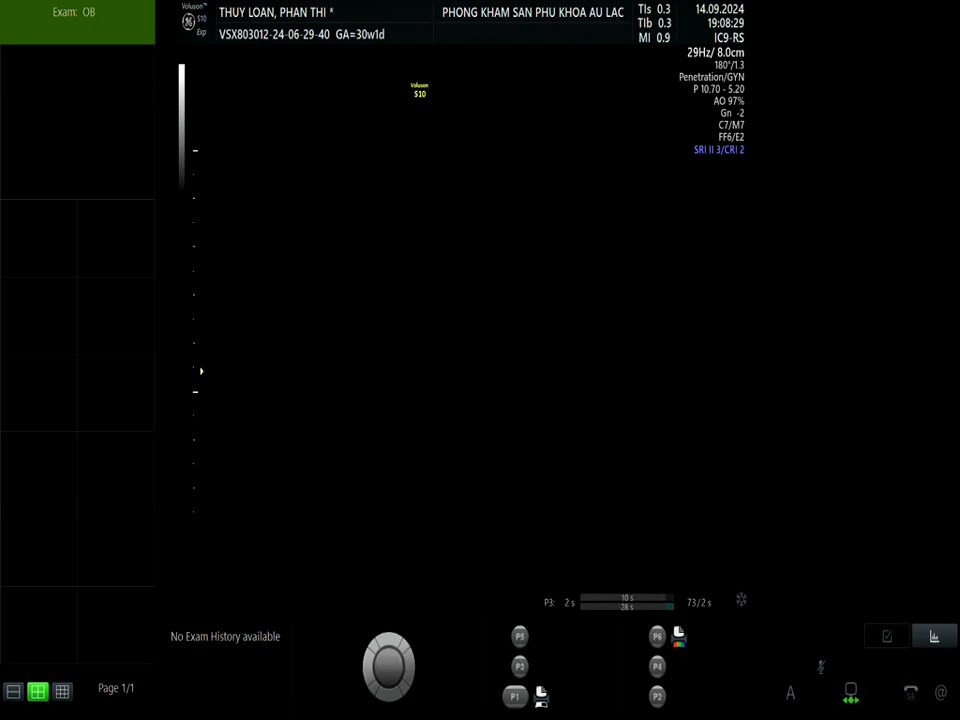 Exam: OB
Voluson™
S10
Exp
THUY LOAN, PHAN THI *
VSX803012-24-06-29-40 GA=30w1d
PHONG KHAM SAN PHU KHOA AU LAC
TIs 0.3
TIb 0.3
MI 0.9
14.09.2024
19:08:29
IC9-RS
29Hz/ 8.0cm
180°/1.3
Penetration/GYN
P 10.70 - 5.20
AO 97%
Gn -2
C7/M7
FF6/E2
SRI II 3/CRI 2
Voluson
S10
P3: 2 s
10 s
28 s
73/2 s
No Exam History available
P5
P3
P1
P6
P4
P2
Page 1/1
A
@